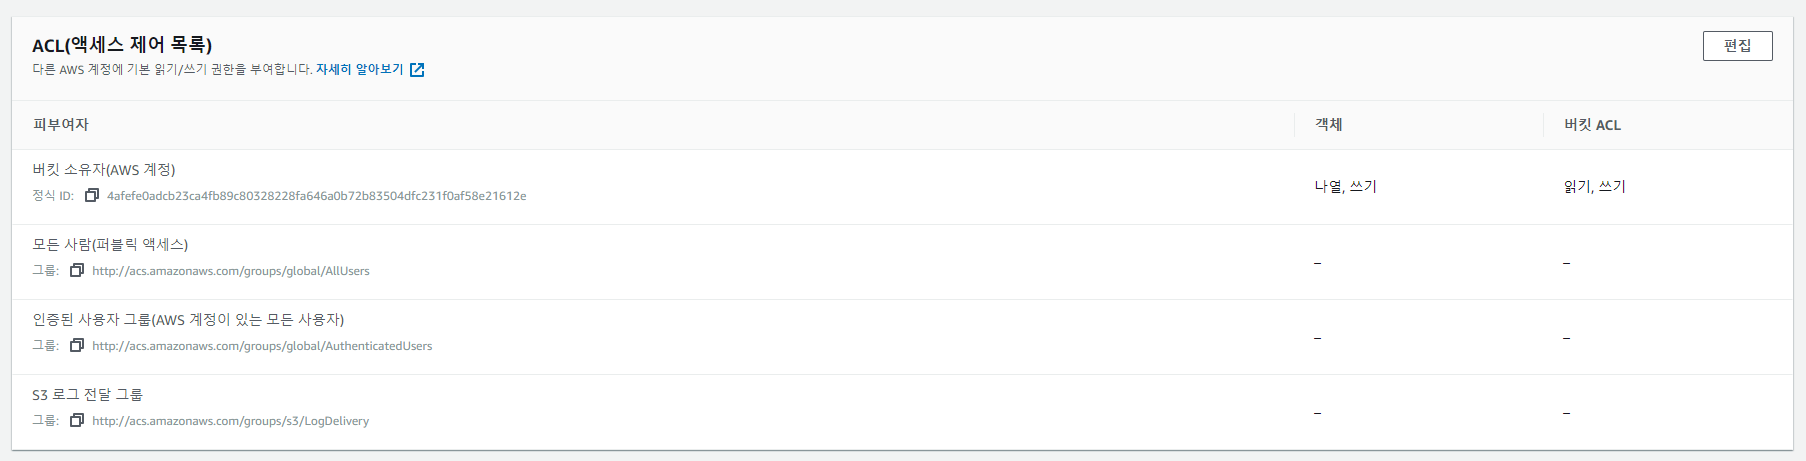 ACL(액세스 제어 목록)
편집
다른 AWS 계정에 기본 읽기/쓰기 권한을 부여합니다. 자세히 알아보기
피부여자 객체 버킷 ACL
버킷 소유자(AWS 계정)
정식 ID: 4afefe0adcb23ca4fb89c80328228fa646a0b72b83504dfc231f0af58e21612e
나열, 쓰기 읽기, 쓰기
모든 사람(퍼블릭 액세스)
그룹: http://acs.amazonaws.com/groups/global/AllUsers
– –
인증된 사용자 그룹(AWS 계정이 있는 모든 사용자)
그룹: http://acs.amazonaws.com/groups/global/AuthenticatedUsers
– –
S3 로그 전달 그룹
그룹: http://acs.amazonaws.com/groups/s3/LogDelivery
– –